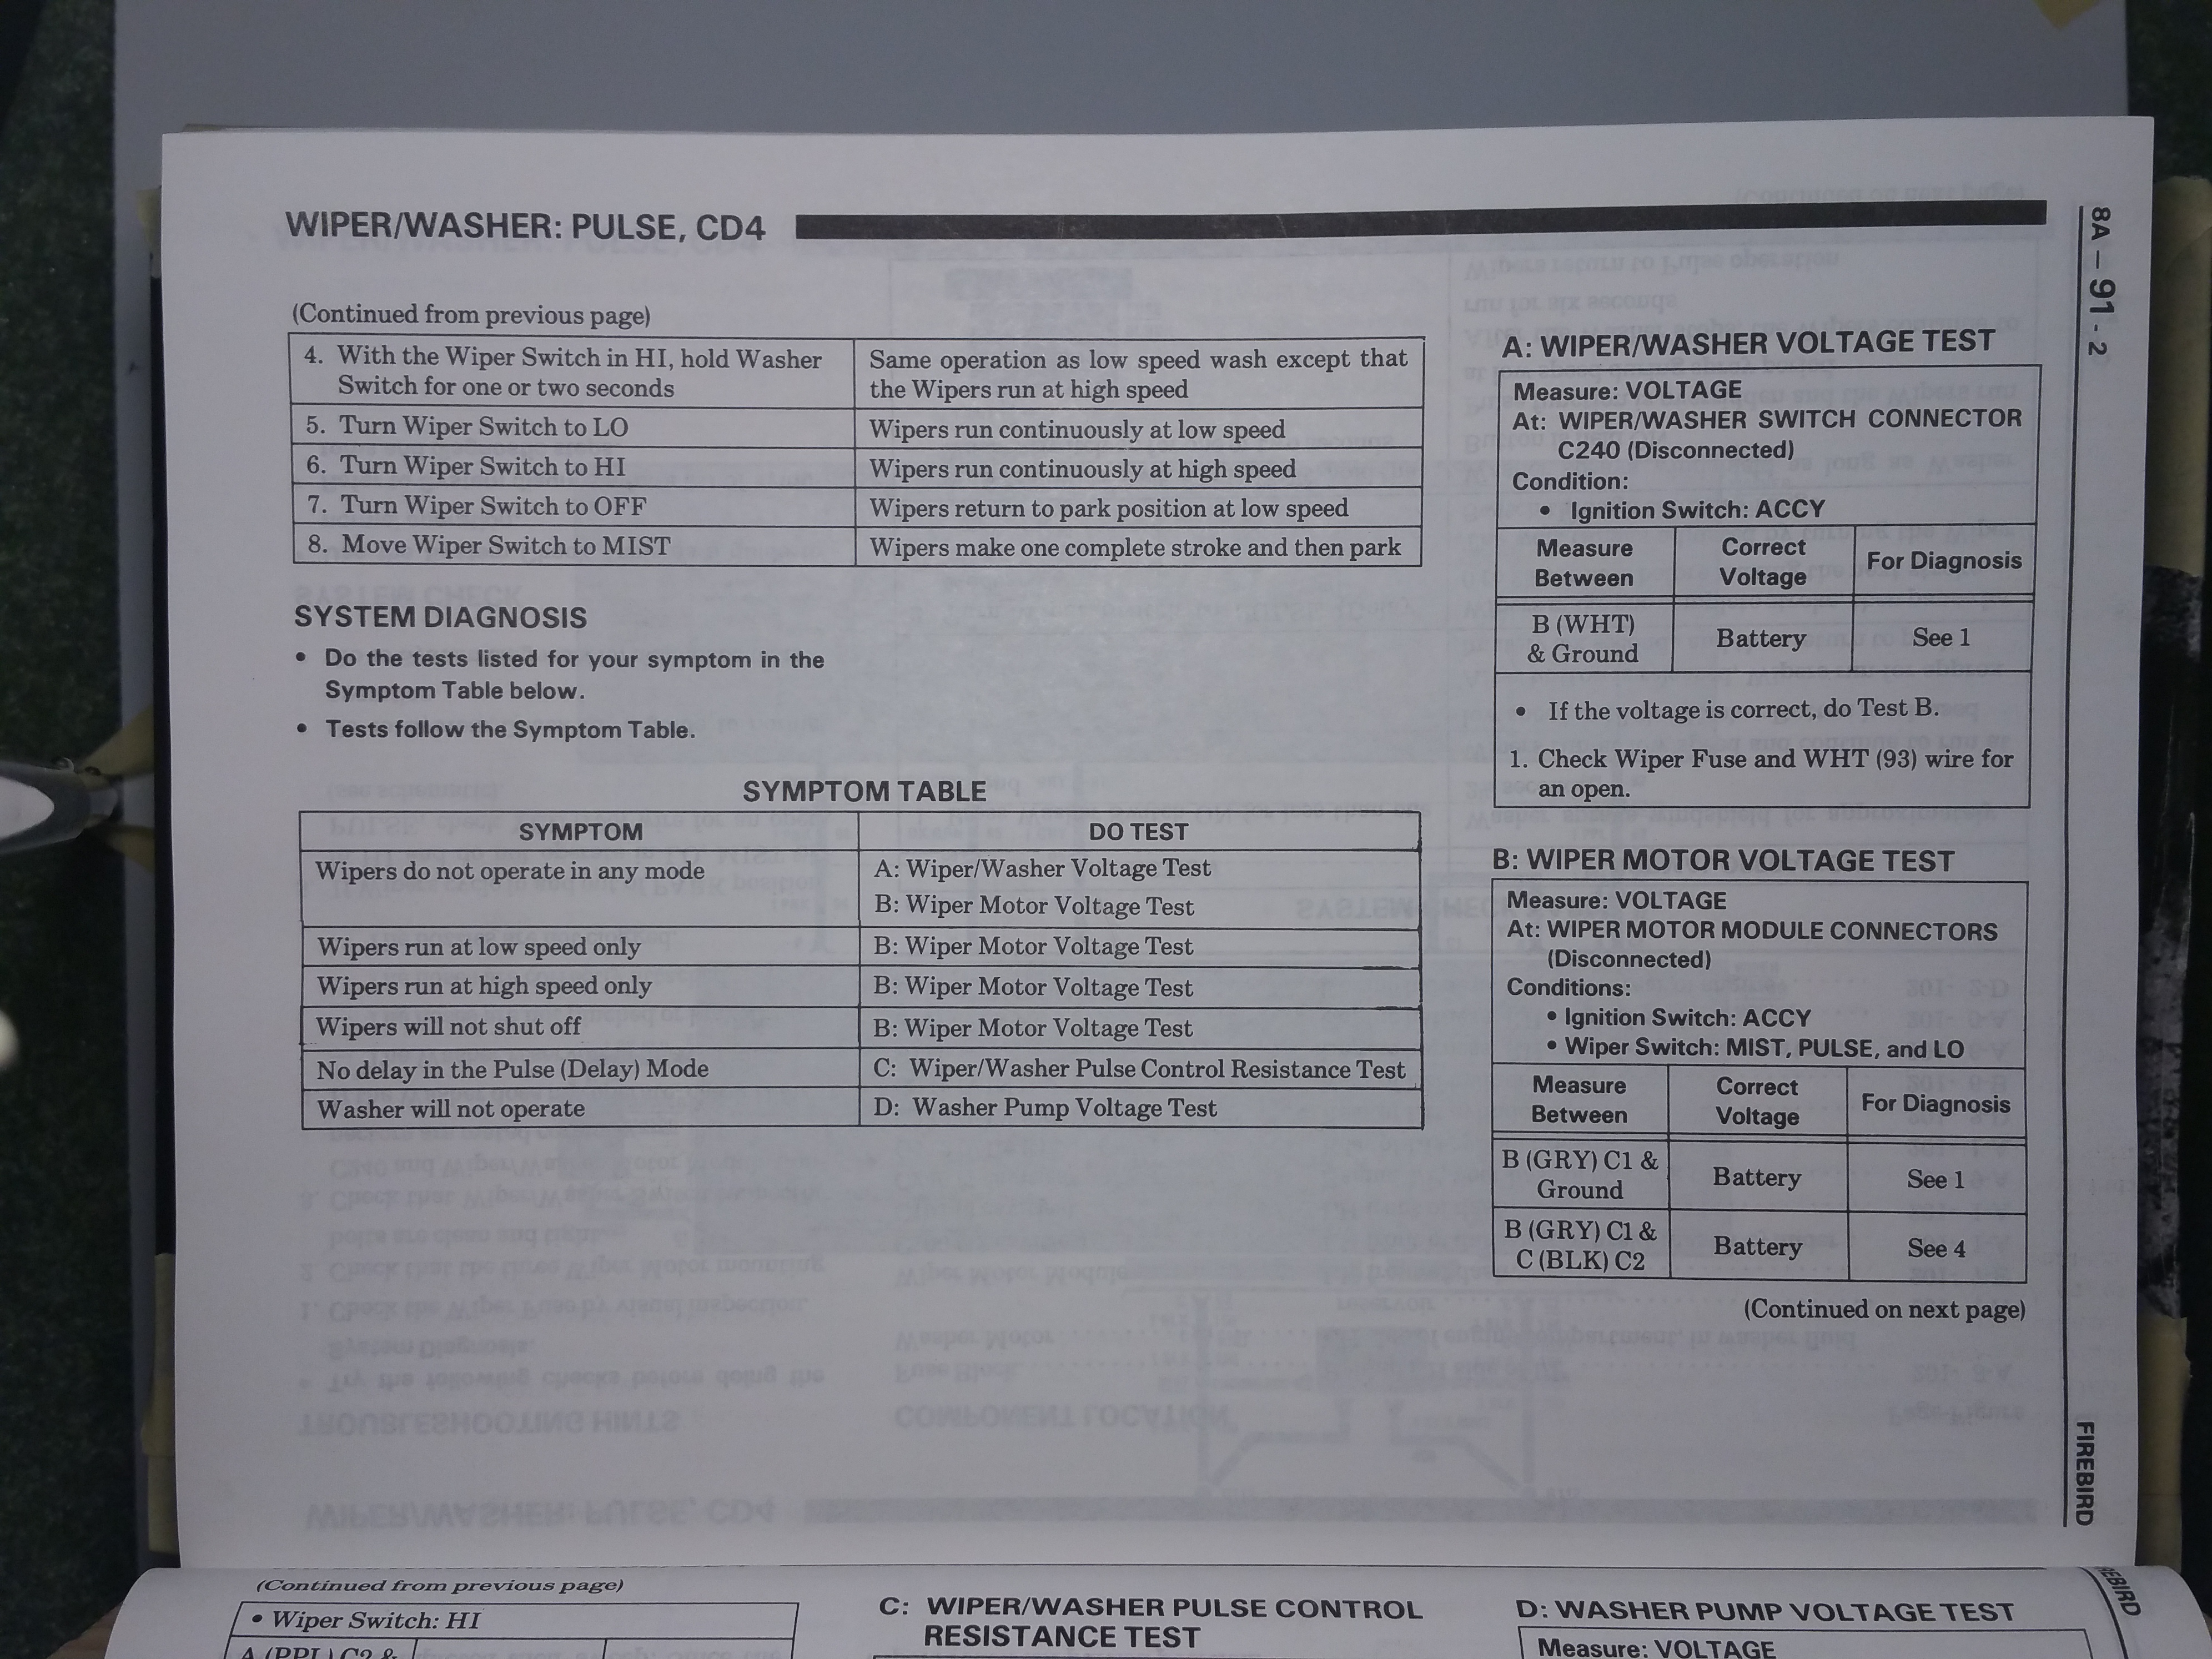 WIPER/WASHER: PULSE, CD4
(Continued from previous page)
4. With the Wiper Switch in HI, hold Washer
Switch for one or two seconds
Same operation as low speed wash except that
the Wipers run at high speed
5. Turn Wiper Switch to LO
Wipers run continuously at low speed
6. Turn Wiper Switch to HI
Wipers run continuously at high speed
7. Turn Wiper Switch to OFF
Wipers return to park position at low speed
8. Move Wiper Switch to MIST
Wipers make one complete stroke and then park
SYSTEM DIAGNOSIS
• Do the tests listed for your symptom in the
Symptom Table below.
• Tests follow the Symptom Table.
SYMPTOM TABLE
SYMPTOM
DO TEST
Wipers do not operate in any mode
A: Wiper/Washer Voltage Test
B: Wiper Motor Voltage Test
Wipers run at low speed only
B: Wiper Motor Voltage Test
Wipers run at high speed only
B: Wiper Motor Voltage Test
Wipers will not shut off
B: Wiper Motor Voltage Test
No delay in the Pulse (Delay) Mode
C: Wiper/Washer Pulse Control Resistance Test
Washer will not operate
D: Washer Pump Voltage Test
A: WIPER/WASHER VOLTAGE TEST
Measure: VOLTAGE
At: WIPER/WASHER SWITCH CONNECTOR
C240 (Disconnected)
Condition:
• Ignition Switch: ACCY
Measure
Between
Correct
Voltage
For Diagnosis
B (WHT)
& Ground
Battery
See 1
• If the voltage is correct, do Test B.
1. Check Wiper Fuse and WHT (93) wire for
an open.
B: WIPER MOTOR VOLTAGE TEST
Measure: VOLTAGE
At: WIPER MOTOR MODULE CONNECTORS
(Disconnected)
Conditions:
• Ignition Switch: ACCY
• Wiper Switch: MIST, PULSE, and LO
Measure
Between
Correct
Voltage
For Diagnosis
B (GRY) C1 &
Ground
Battery
See 1
B (GRY) C1 &
C (BLK) C2
Battery
See 4
(Continued on next page)
8A - 91 - 2
FIREBIRD
(Continued from previous page)
• Wiper Switch: HI
A (PPL) C2 &
C: WIPER/WASHER PULSE CONTROL
RESISTANCE TEST
D: WASHER PUMP VOLTAGE TEST
Measure: VOLTAGE